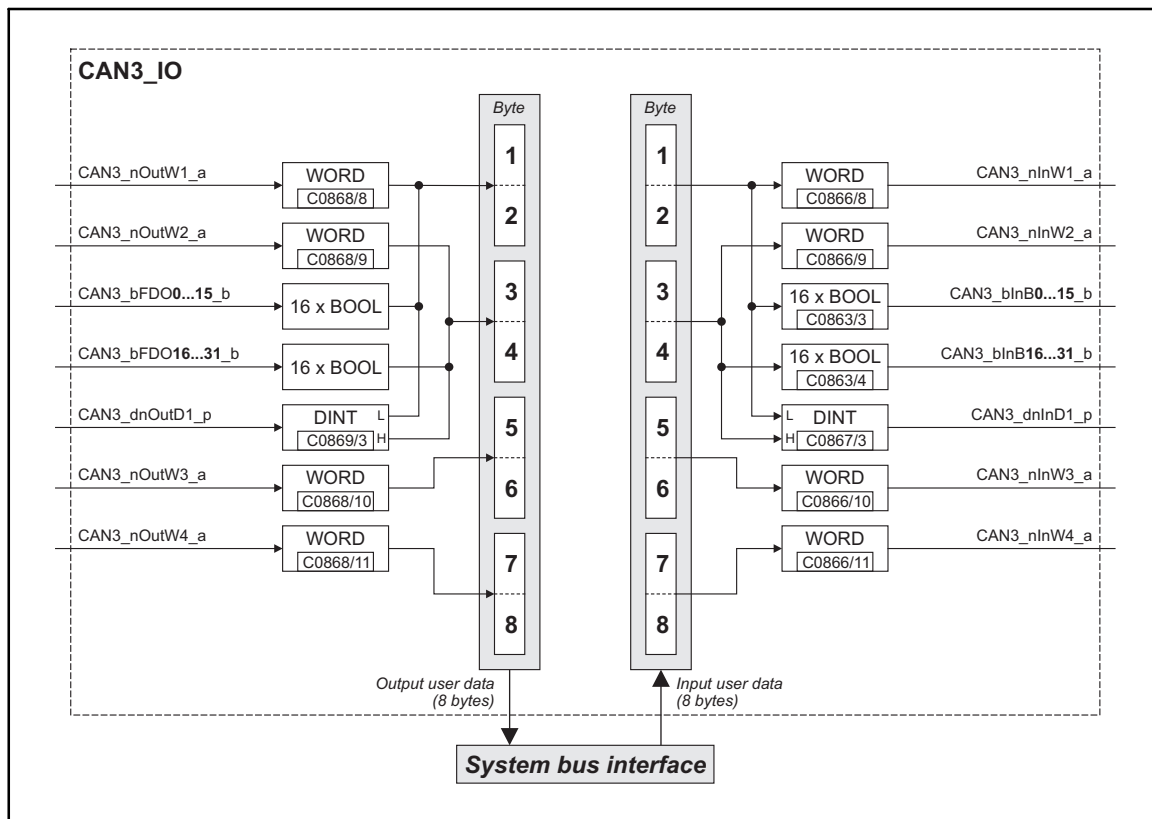 CAN3_IO
Byte
1
2
3
4
5
6
7
8
CAN3_nOutW1_a
WORD
C0868/8
CAN3_nOutW2_a
WORD
C0868/9
CAN3_bFDO0...15_b
16 x BOOL
CAN3_bFDO16...31_b
16 x BOOL
CAN3_dnOutD1_p
DINT
C0869/3
L
H
CAN3_nOutW3_a
WORD
C0868/10
CAN3_nOutW4_a
WORD
C0868/11
Output user data
(8 bytes)
Byte
1
2
3
4
5
6
7
8
WORD
C0866/8
CAN3_nInW1_a
WORD
C0866/9
CAN3_nInW2_a
16 x BOOL
C0863/3
CAN3_bInB0...15_b
16 x BOOL
C0863/4
CAN3_bInB16...31_b
L
H
DINT
C0867/3
CAN3_dnInD1_p
WORD
C0866/10
CAN3_nInW3_a
WORD
C0866/11
CAN3_nInW4_a
Input user data
(8 bytes)
System bus interface